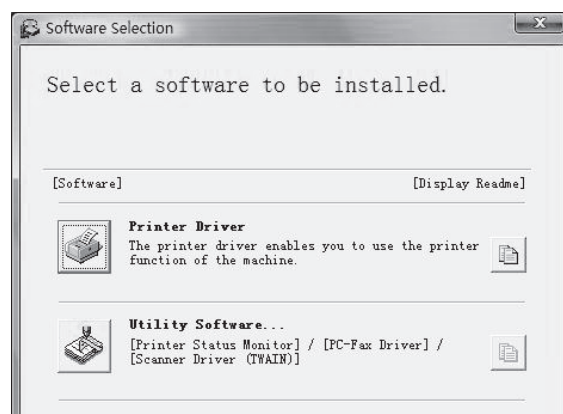 Software Selection
Select a software to be installed.
[Software] [Display Readme]
Printer Driver
The printer driver enables you to use the printer
function of the machine.
Utility Software...
[Printer Status Monitor] / [PC-Fax Driver] /
[Scanner Driver (TWAIN)]